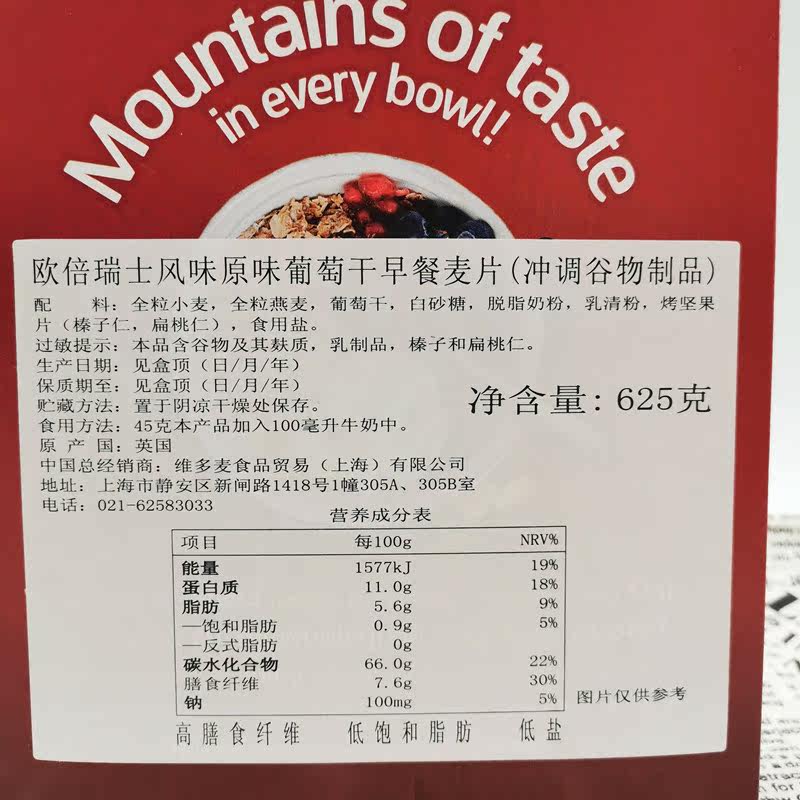 Mountains of taste
in every bowl!
欧倍瑞士风味原味葡萄干早餐麦片(冲调谷物制品)
配 料：全粒小麦，全粒燕麦，葡萄干，白砂糖，脱脂奶粉，乳清粉，烤坚果
片（榛子仁，扁桃仁），食用盐。
过敏提示：本品含谷物及其麸质，乳制品，榛子和扁桃仁。
生产日期：见盒顶（日/月/年）
保质期至：见盒顶（日/月/年）
贮藏方法：置于阴凉干燥处保存。
净含量：625克
食用方法：45克本产品加入100毫升牛奶中。
原 产 国：英国
中国总经销商：维多麦食品贸易（上海）有限公司
地址：上海市静安区新闸路1418号1幢305A、305B室
电话：021-62583033
营养成分表
项目 每100g NRV%
能量 1577kJ 19%
蛋白质 11.0g 18%
脂肪 5.6g 9%
—饱和脂肪 0.9g 5%
—反式脂肪 0g
碳水化合物 66.0g 22%
膳食纤维 7.6g 30%
钠 100mg 5%
图片仅供参考
高膳食纤维 低饱和脂肪 低盐